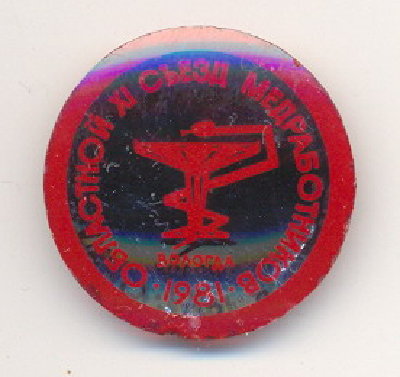 ОБЛАСТНОЙ XI СЪЕЗД МЕДРАБОТНИКОВ
ВОЛОГДА
· 1981 ·